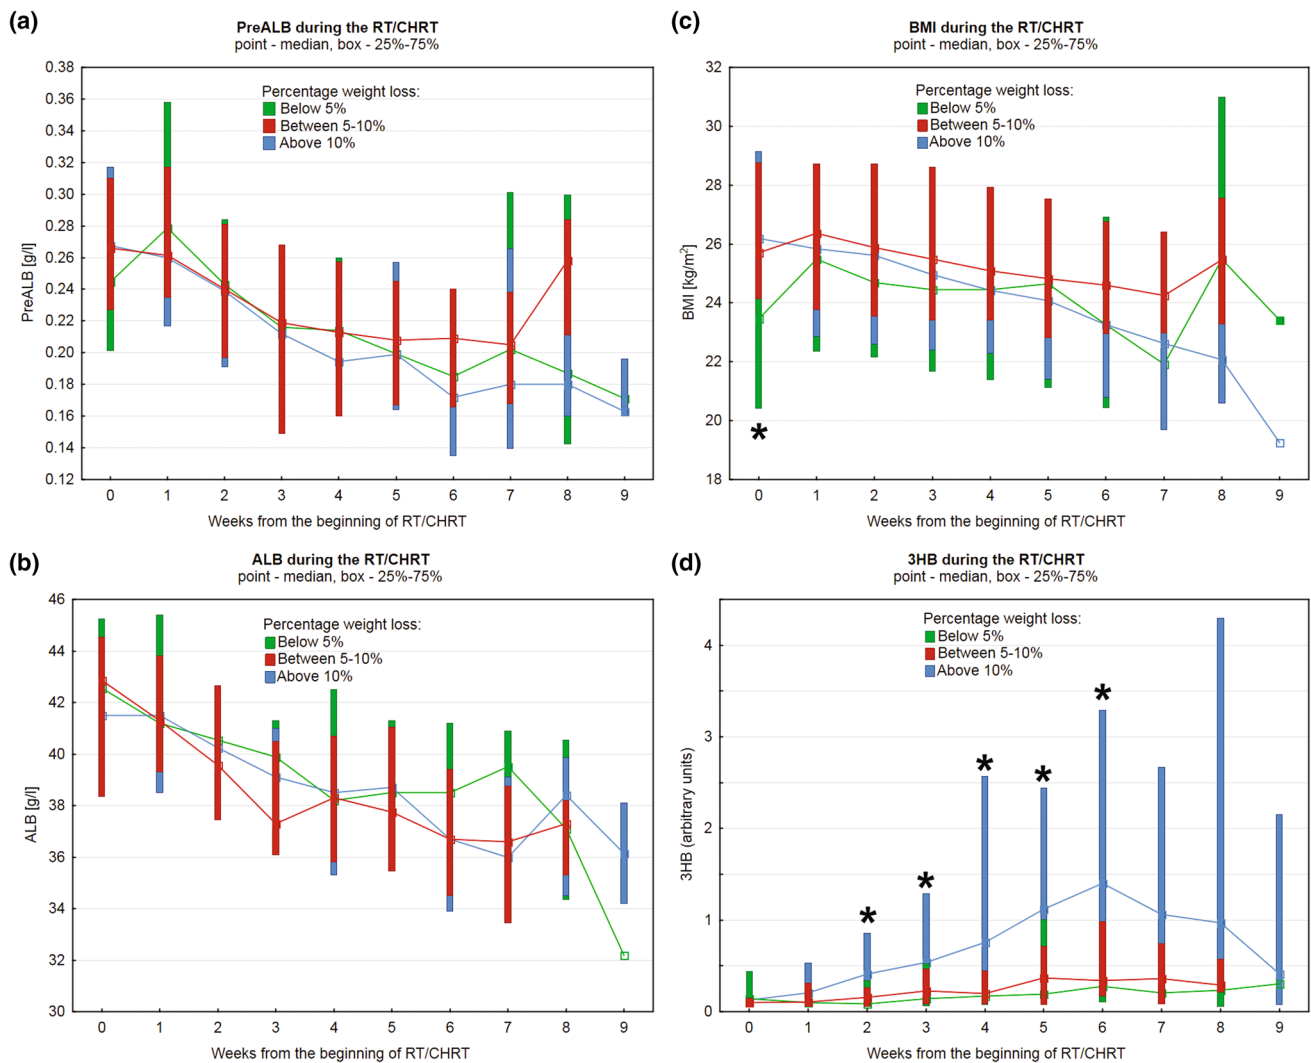 (a)
PreALB during the RT/CHRT
point - median, box - 25%-75%
Percentage weight loss:
Below 5%
Between 5-10%
Above 10%
PreALB [g/l]
0.38
0.36
0.34
0.32
0.30
0.28
0.26
0.24
0.22
0.20
0.18
0.16
0.14
0.12
0 1 2 3 4 5 6 7 8 9
Weeks from the beginning of RT/CHRT
(c)
BMI during the RT/CHRT
point - median, box - 25%-75%
Percentage weight loss:
Below 5%
Between 5-10%
Above 10%
BMI [kg/m²]
32
30
28
26
24
22
20
18
*
0 1 2 3 4 5 6 7 8 9
Weeks from the beginning of RT/CHRT
(b)
ALB during the RT/CHRT
point - median, box - 25%-75%
Percentage weight loss:
Below 5%
Between 5-10%
Above 10%
ALB [g/l]
46
44
42
40
38
36
34
32
30
0 1 2 3 4 5 6 7 8 9
Weeks from the beginning of RT/CHRT
(d)
3HB during the RT/CHRT
point - median, box - 25%-75%
Percentage weight loss:
Below 5%
Between 5-10%
Above 10%
3HB (arbitrary units)
4
3
2
1
0
* * * * *
0 1 2 3 4 5 6 7 8 9
Weeks from the beginning of RT/CHRT